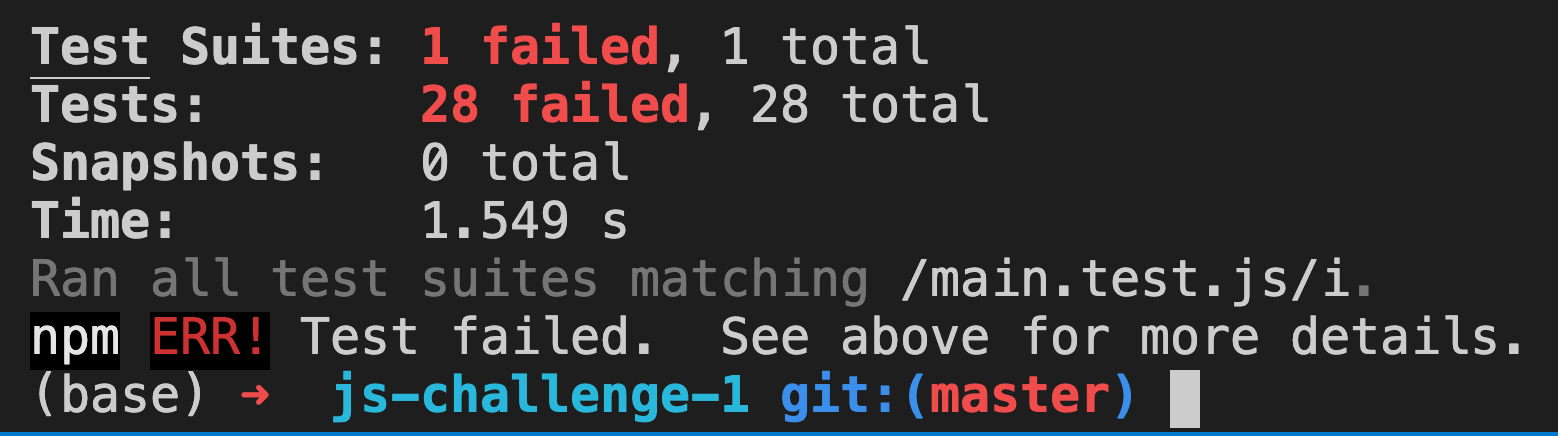 Test Suites: 1 failed, 1 total
Tests:       28 failed, 28 total
Snapshots:   0 total
Time:        1.549 s
Ran all test suites matching /main.test.js/i.
npm ERR! Test failed.  See above for more details.
(base) ➜  js-challenge-1 git:(master)